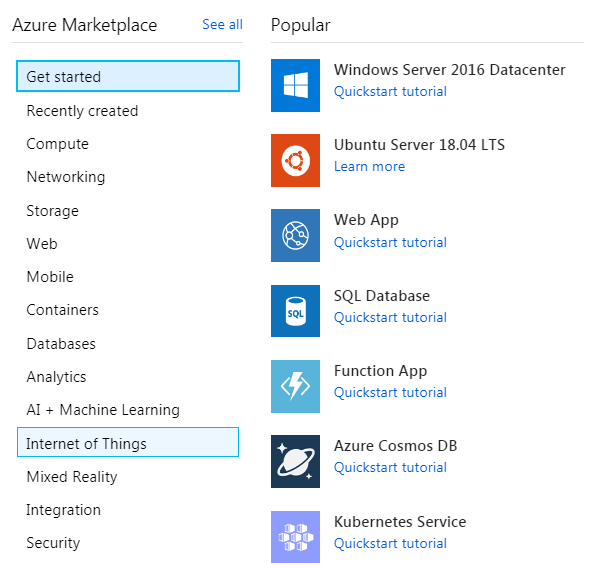 Azure Marketplace
See all
Get started
Recently created
Compute
Networking
Storage
Web
Mobile
Containers
Databases
Analytics
AI + Machine Learning
Internet of Things
Mixed Reality
Integration
Security
Popular
Windows Server 2016 Datacenter
Quickstart tutorial
Ubuntu Server 18.04 LTS
Learn more
Web App
Quickstart tutorial
SQL
SQL Database
Quickstart tutorial
Function App
Quickstart tutorial
Azure Cosmos DB
Quickstart tutorial
Kubernetes Service
Quickstart tutorial